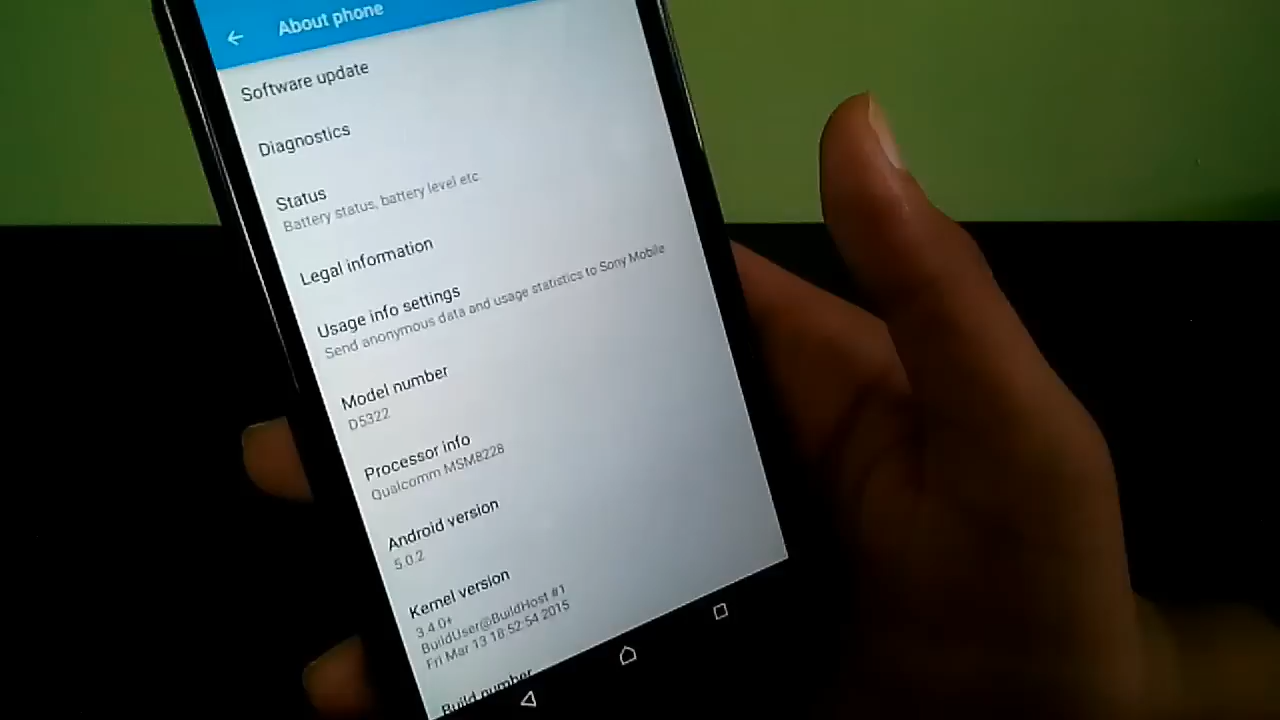 About phone
Software update
Diagnostics
Status
Battery status, battery level etc.
Legal information
Usage info settings
Send anonymous data and usage statistics to Sony Mobile
Model number
D5322
Processor info
Qualcomm MSM8228
Android version
5.0.2
Kernel version
3.4.0+
BuildUser@BuildHost #1
Fri Mar 13 18:52:54 2015
Build number